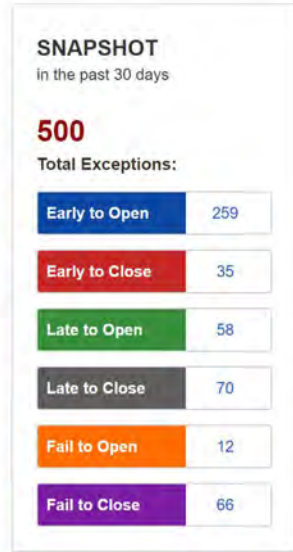 SNAPSHOT
in the past 30 days
500
Total Exceptions:
Early to Open 259
Early to Close 35
Late to Open 58
Late to Close 70
Fail to Open 12
Fail to Close 66